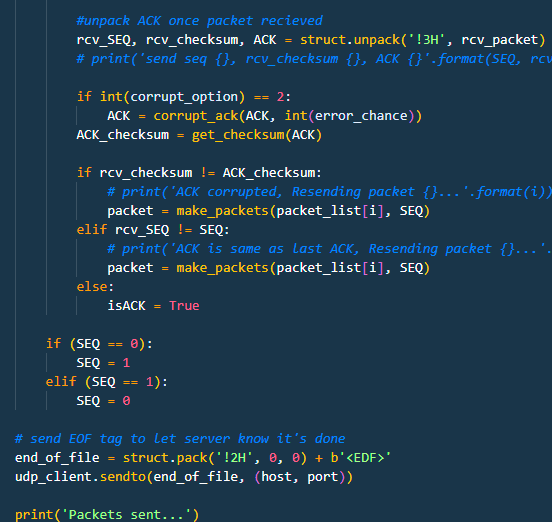 #unpack ACK once packet recieved
rcv_SEQ, rcv_checksum, ACK = struct.unpack('!3H', rcv_packet)
# print('send seq {}, rcv_checksum {}, ACK {}'.format(SEQ, rcv
if int(corrupt_option) == 2:
ACK = corrupt_ack(ACK, int(error_chance))
ACK_checksum = get_checksum(ACK)
if rcv_checksum != ACK_checksum:
# print('ACK corrupted, Resending packet {}...'.format(i))
packet = make_packets(packet_list[i], SEQ)
elif rcv_SEQ != SEQ:
# print('ACK is same as last ACK, Resending packet {}...'.
packet = make_packets(packet_list[i], SEQ)
else:
isACK = True
if (SEQ == 0):
SEQ = 1
elif (SEQ == 1):
SEQ = 0
# send EOF tag to let server know it's done
end_of_file = struct.pack('!2H', 0, 0) + b'<EDF>'
udp_client.sendto(end_of_file, (host, port))
print('Packets sent...')